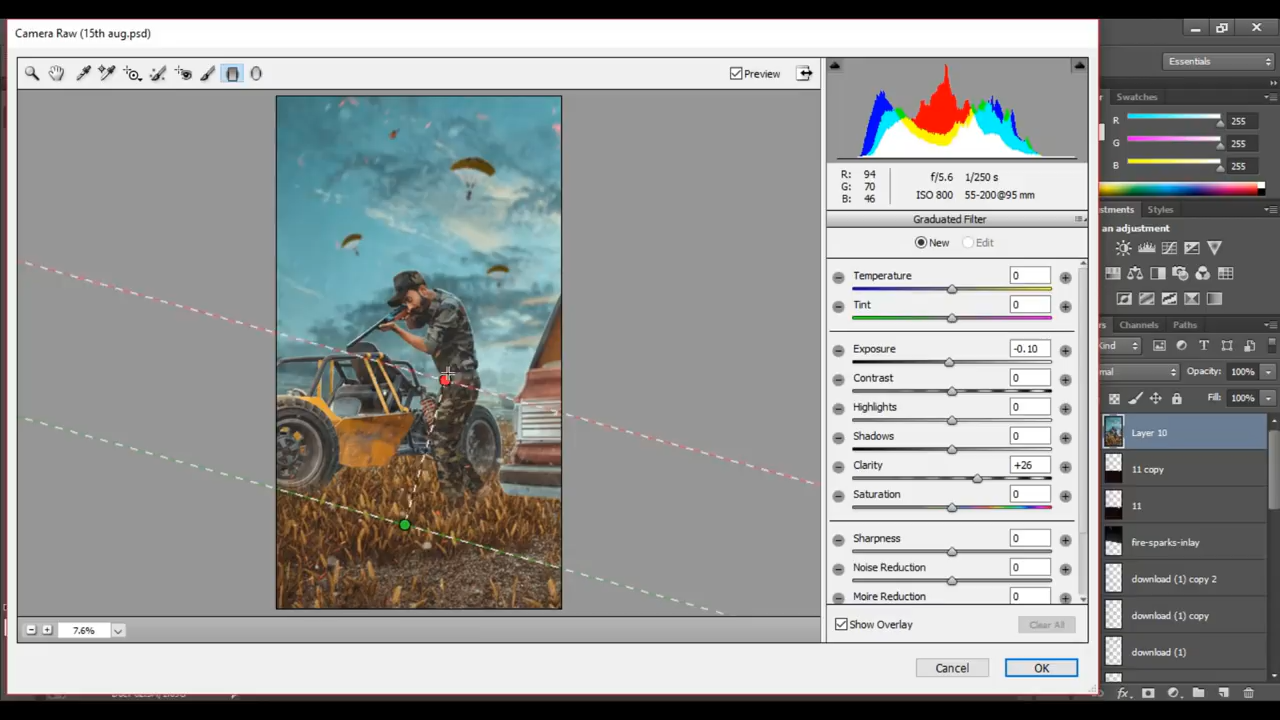 Camera Raw (15th aug.psd)
Essentials
Preview
Swatches
R 255
G 255
B 255
R: 94
G: 70
B: 46
f/5.6 1/250 s
ISO 800 55-200@95 mm
Graduated Filter
New Edit
Styles
an adjustment
Temperature 0
Tint 0
Exposure -0.10
Contrast 0
Highlights 0
Shadows 0
Clarity +26
Saturation 0
Sharpness 0
Noise Reduction 0
Moire Reduction 0
Channels Paths
Kind
Opacity: 100%
Fill: 100%
Layer 10
11 copy
11
fire-sparks-inlay
download (1) copy 2
download (1) copy
download (1)
Show Overlay Clear All
7.6%
Cancel OK
fx